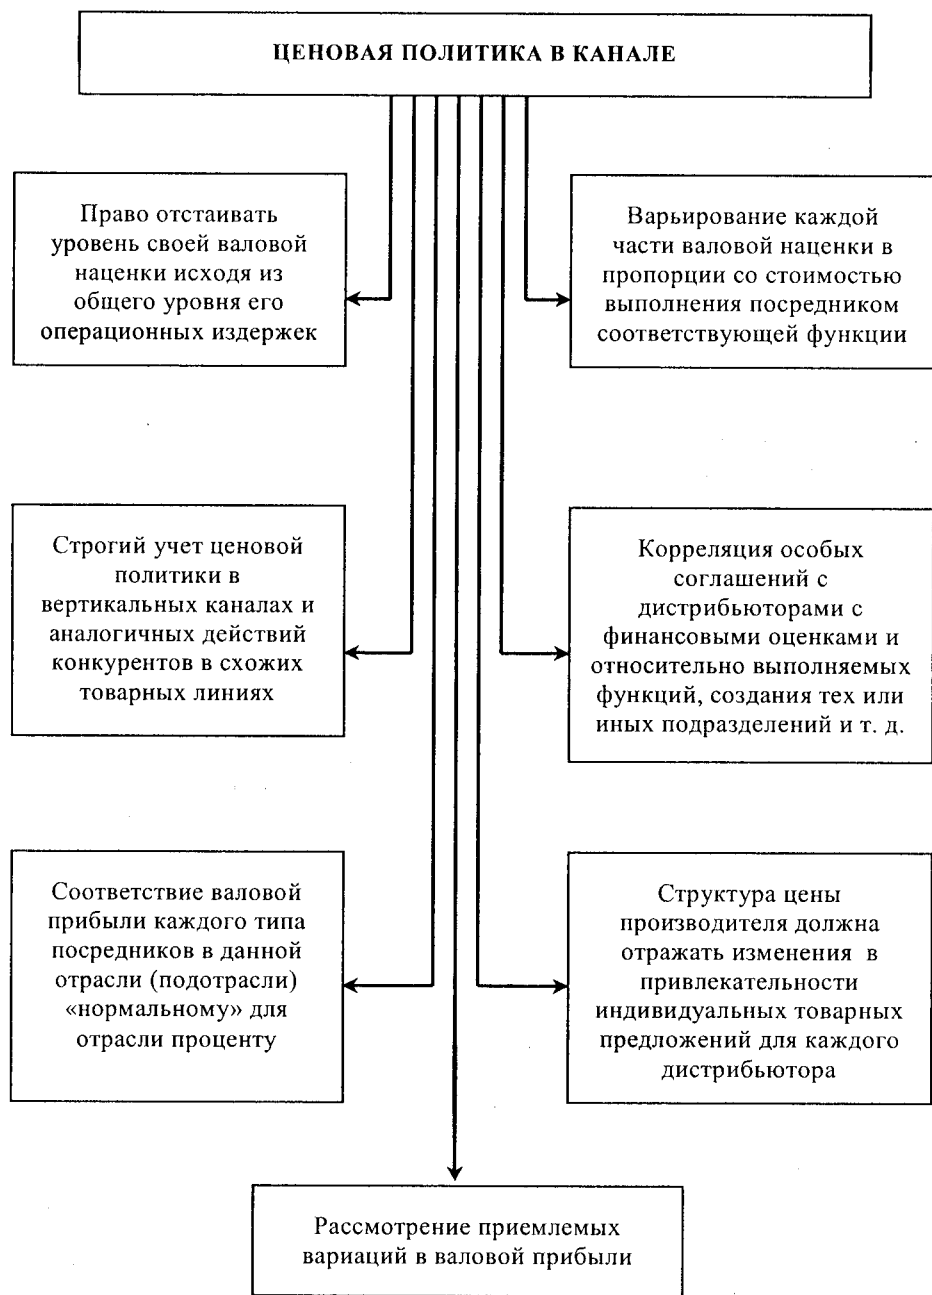 ЦЕНОВАЯ ПОЛИТИКА В КАНАЛЕ
Право отстаивать
уровень своей валовой
наценки исходя из
общего уровня его
операционных издержек
Варьирование каждой
части валовой наценки в
пропорции со стоимостью
выполнения посредником
соответствующей функции
Строгий учет ценовой
политики в
вертикальных каналах и
аналогичных действий
конкурентов в схожих
товарных линиях
Корреляция особых
соглашений с
дистрибьюторами с
финансовыми оценками и
относительно выполняемых
функций, создания тех или
иных подразделений и т. д.
Соответствие валовой
прибыли каждого типа
посредников в данной
отрасли (подотрасли)
«нормальному» для
отрасли проценту
Структура цены
производителя должна
отражать изменения в
привлекательности
индивидуальных товарных
предложений для каждого
дистрибьютора
Рассмотрение приемлемых
вариаций в валовой прибыли